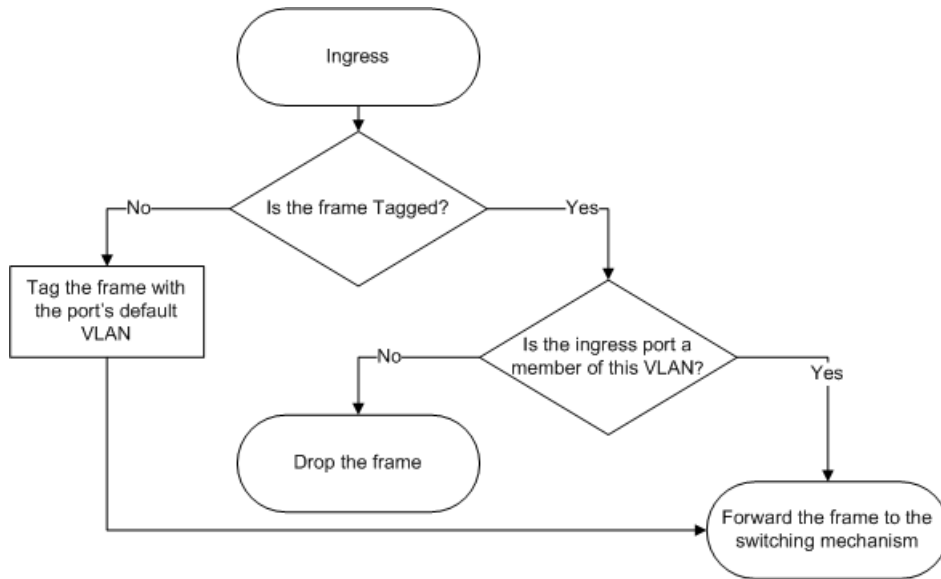 Ingress
Is the frame Tagged?
No
Yes
Tag the frame with
the port's default
VLAN
Is the ingress port a
member of this VLAN?
No
Yes
Drop the frame
Forward the frame to the
switching mechanism